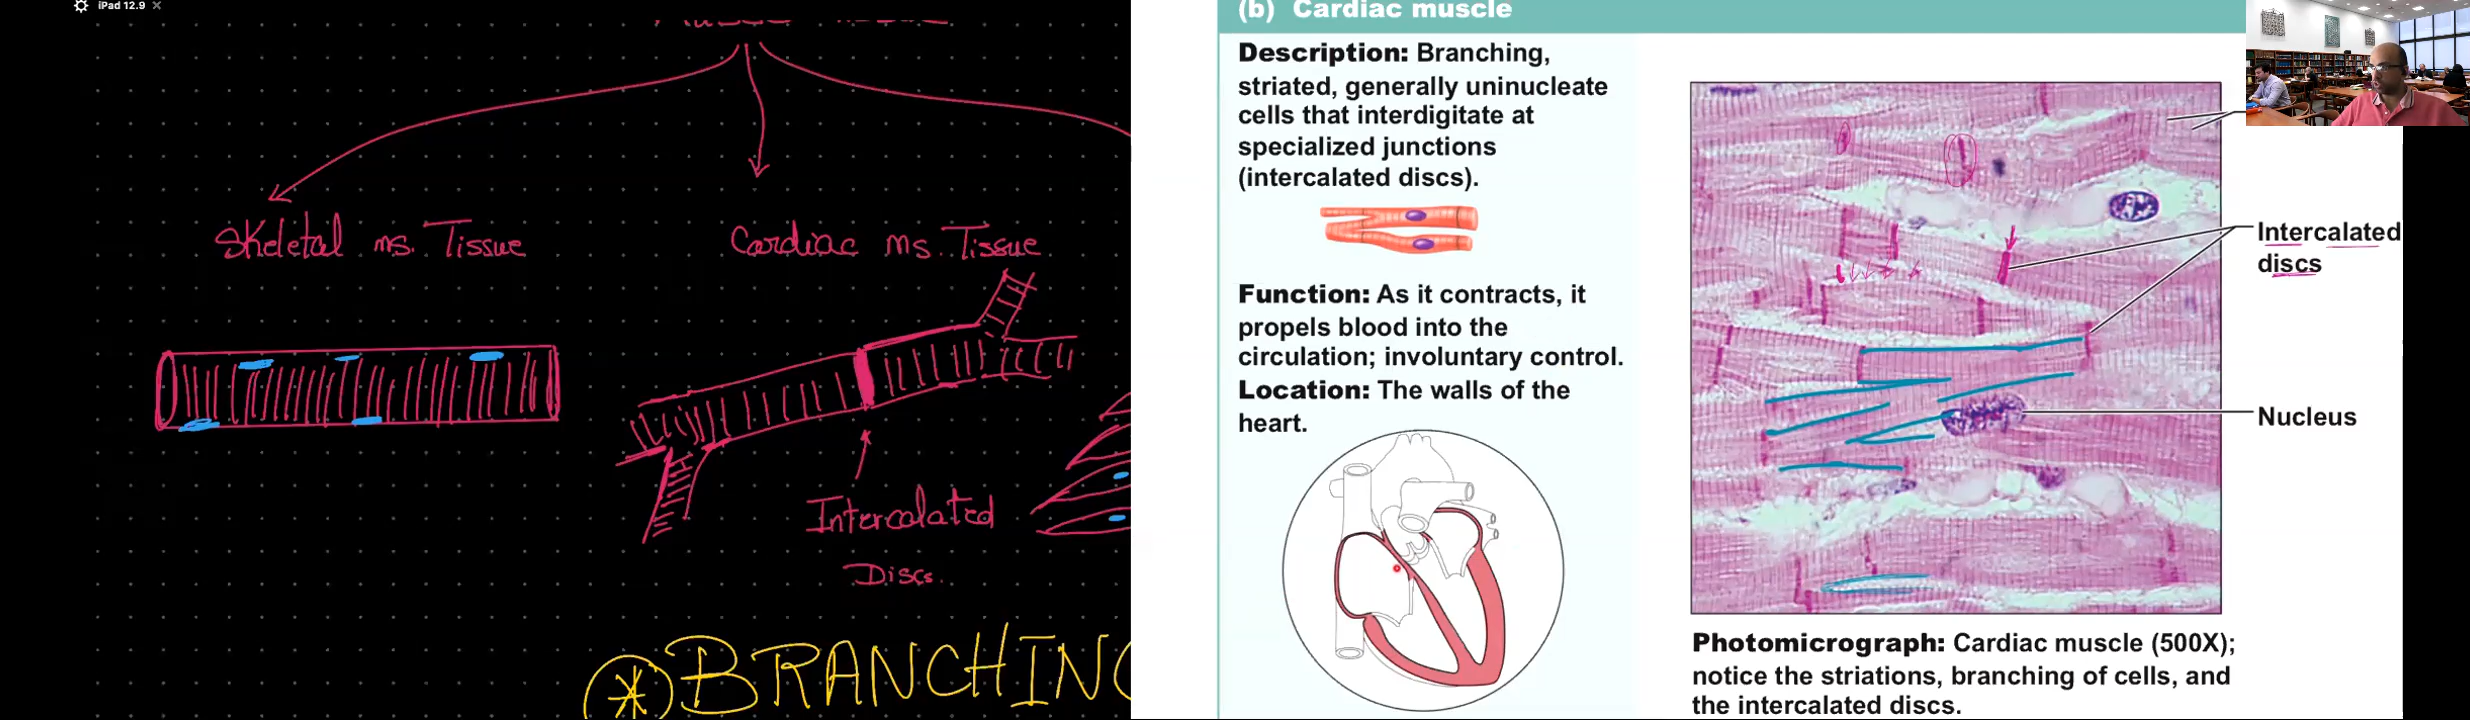 iPad 12.9
Skeletal ms. Tissue
Cardiac ms. Tissue
Intercalated
Discs.
BRANCHING
(b) Cardiac muscle
Description: Branching,
striated, generally uninucleate
cells that interdigitate at
specialized junctions
(intercalated discs).
Function: As it contracts, it
propels blood into the
circulation; involuntary control.
Location: The walls of the
heart.
Intercalated
discs
Nucleus
Photomicrograph: Cardiac muscle (500X);
notice the striations, branching of cells, and
the intercalated discs.